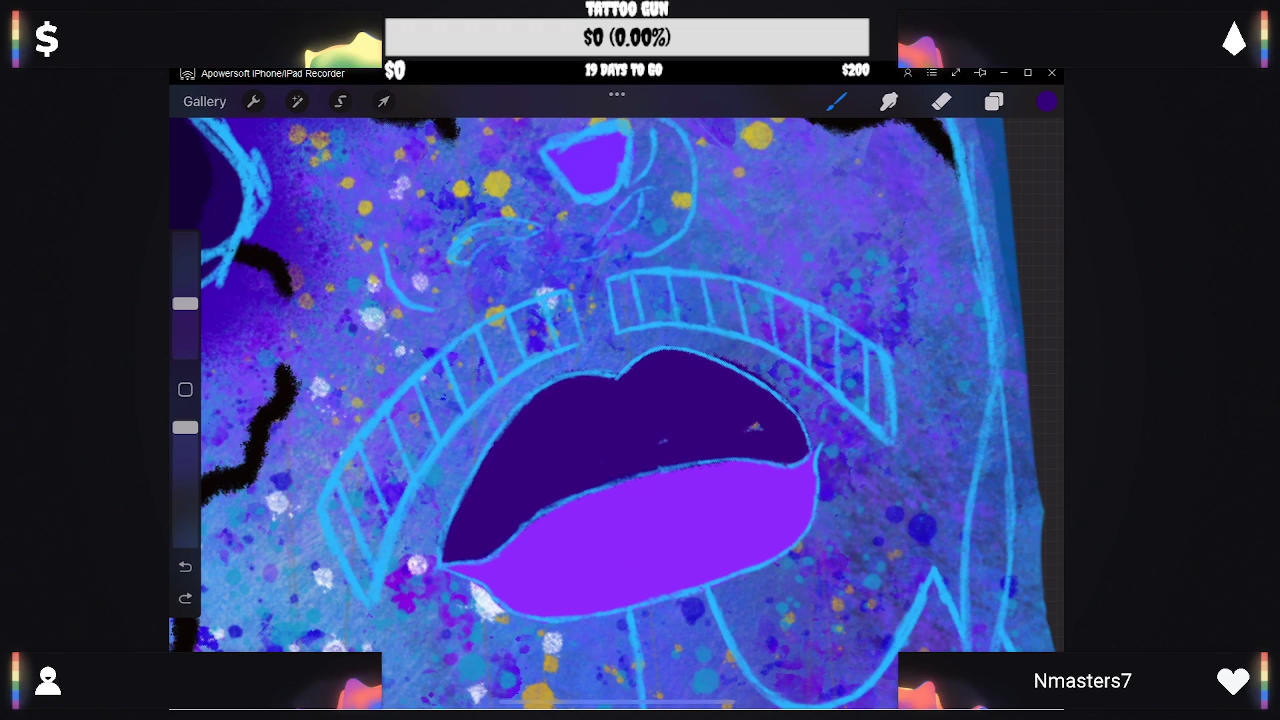 TATTOO GUN
$0 (0.00%)
$0 19 DAYS TO GO $200
Apowersoft iPhone/iPad Recorder
Gallery
Nmasters7